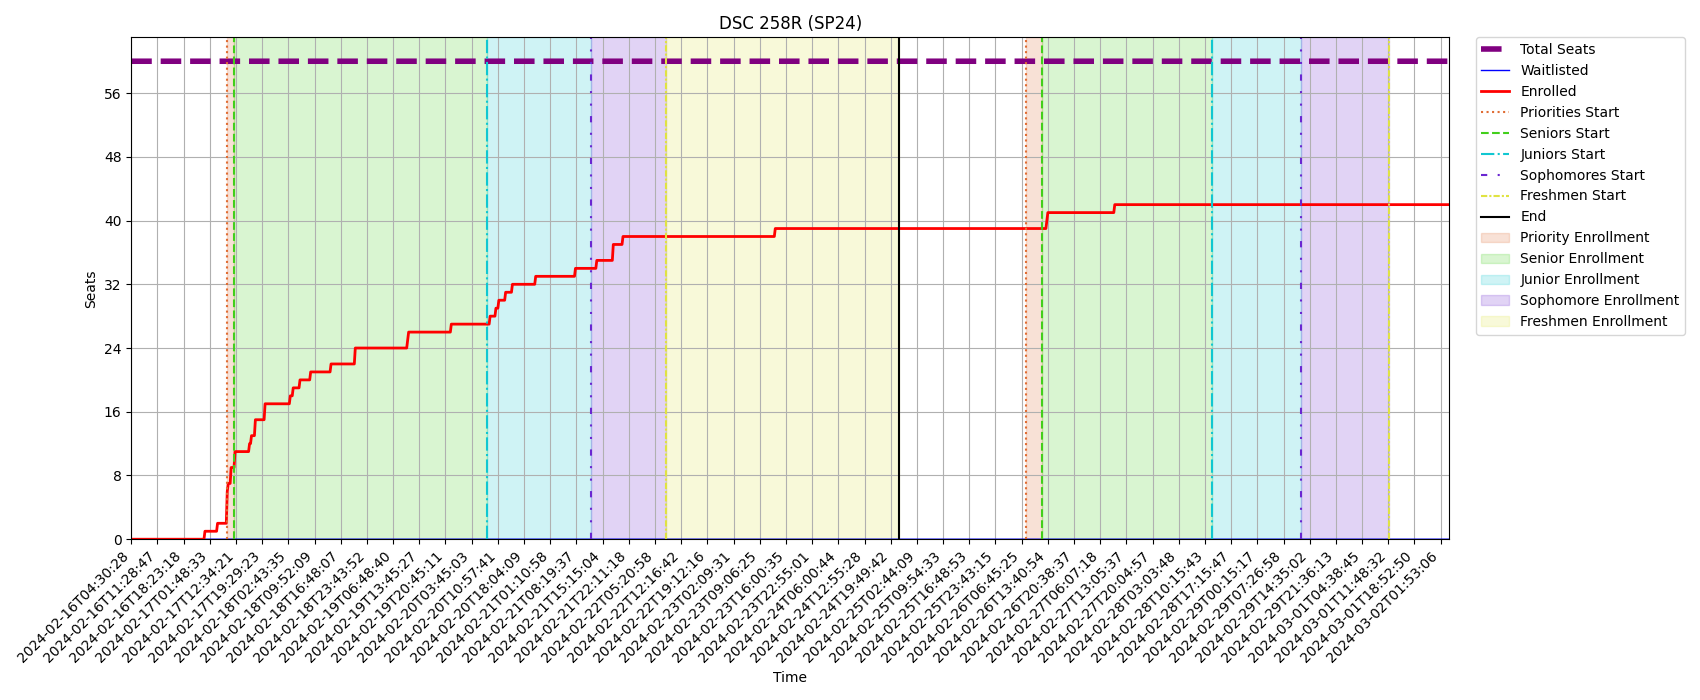 DSC 258R (SP24)
Seats
56
48
40
32
24
16
8
0
2024-02-16T04:30:28
2024-02-16T11:28:47
2024-02-16T18:23:18
2024-02-17T01:48:33
2024-02-17T12:34:21
2024-02-17T19:29:23
2024-02-18T02:43:35
2024-02-18T09:52:09
2024-02-18T16:48:07
2024-02-18T23:43:52
2024-02-19T06:48:40
2024-02-19T13:45:27
2024-02-19T20:45:11
2024-02-20T03:45:03
2024-02-20T10:57:41
2024-02-20T18:04:09
2024-02-21T01:10:58
2024-02-21T08:19:37
2024-02-21T15:15:04
2024-02-21T22:11:18
2024-02-22T05:20:58
2024-02-22T12:16:42
2024-02-22T19:12:16
2024-02-23T02:09:31
2024-02-23T09:06:25
2024-02-23T16:00:35
2024-02-23T22:55:01
2024-02-24T06:00:44
2024-02-24T12:55:28
2024-02-24T19:49:42
2024-02-25T02:44:09
2024-02-25T09:54:33
2024-02-25T16:48:53
2024-02-25T23:43:15
2024-02-26T06:45:25
2024-02-26T13:40:54
2024-02-26T20:38:37
2024-02-27T06:07:18
2024-02-27T13:05:37
2024-02-27T20:04:57
2024-02-28T03:03:48
2024-02-28T10:15:43
2024-02-28T17:15:47
2024-02-29T00:15:17
2024-02-29T07:26:58
2024-02-29T14:35:02
2024-02-29T21:36:13
2024-03-01T04:38:45
2024-03-01T11:48:32
2024-03-01T18:52:50
2024-03-02T01:53:06
Time
Total Seats
Waitlisted
Enrolled
Priorities Start
Seniors Start
Juniors Start
Sophomores Start
Freshmen Start
End
Priority Enrollment
Senior Enrollment
Junior Enrollment
Sophomore Enrollment
Freshmen Enrollment